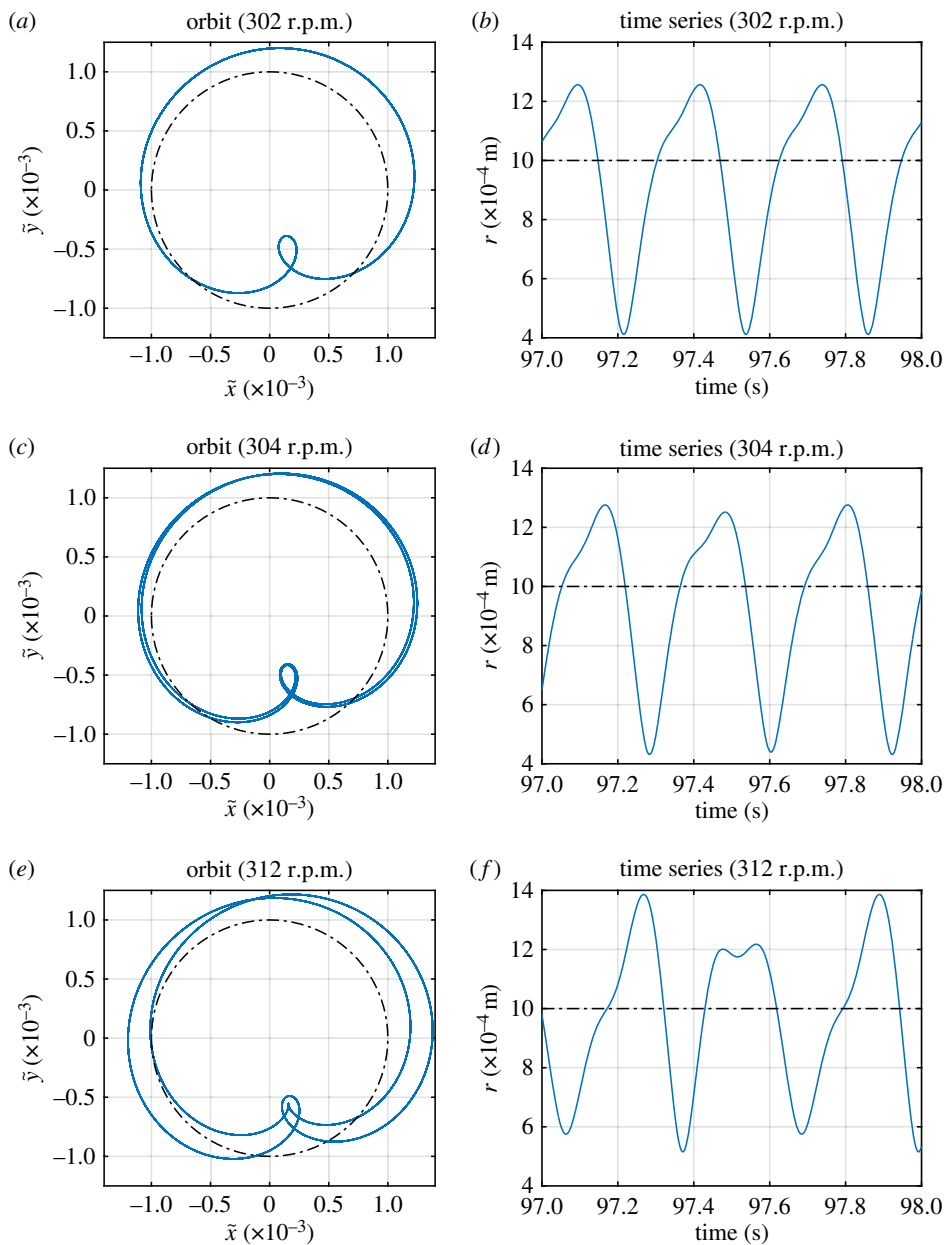 (a) orbit (302 r.p.m.)
1.0
0.5
0
−0.5
−1.0
ỹ (×10−3)
−1.0 −0.5 0 0.5 1.0
x̃ (×10−3)
(b) time series (302 r.p.m.)
14
12
10
8
6
4
r (×10−4 m)
97.0 97.2 97.4 97.6 97.8 98.0
time (s)
(c) orbit (304 r.p.m.)
1.0
0.5
0
−0.5
−1.0
ỹ (×10−3)
−1.0 −0.5 0 0.5 1.0
x̃ (×10−3)
(d) time series (304 r.p.m.)
14
12
10
8
6
4
r (×10−4 m)
97.0 97.2 97.4 97.6 97.8 98.0
time (s)
(e) orbit (312 r.p.m.)
1.0
0.5
0
−0.5
−1.0
ỹ (×10−3)
−1.0 −0.5 0 0.5 1.0
x̃ (×10−3)
(f) time series (312 r.p.m.)
14
12
10
8
6
4
r (×10−4 m)
97.0 97.2 97.4 97.6 97.8 98.0
time (s)